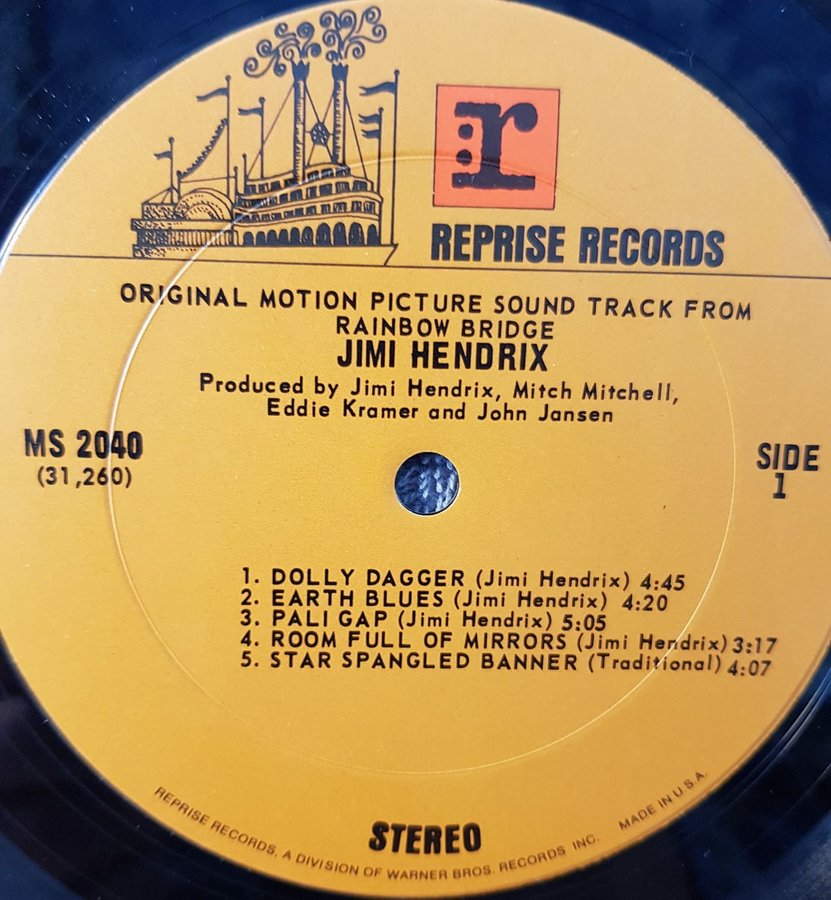 :r
REPRISE RECORDS
ORIGINAL MOTION PICTURE SOUND TRACK FROM
RAINBOW BRIDGE
JIMI HENDRIX
Produced by Jimi Hendrix, Mitch Mitchell,
Eddie Kramer and John Jansen
MS 2040
(31,260)
SIDE
1
1. DOLLY DAGGER (Jimi Hendrix) 4:45
2. EARTH BLUES (Jimi Hendrix) 4:20
3. PALI GAP (Jimi Hendrix) 5:05
4. ROOM FULL OF MIRRORS (Jimi Hendrix) 3:17
5. STAR SPANGLED BANNER (Traditional) 4:07
STEREO
REPRISE RECORDS, A DIVISION OF WARNER BROS. RECORDS INC. MADE IN U.S.A.